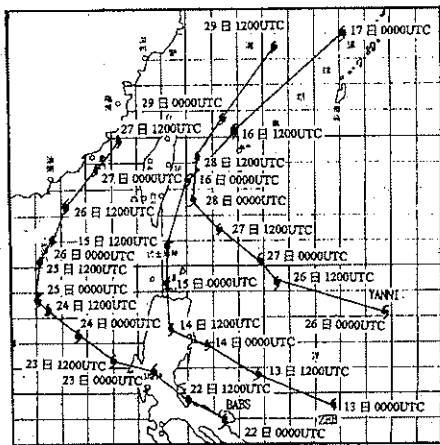 29日 1200UTC
17日 0000UTC
29日 0000UTC
27日 1200UTC
16日 1200UTC
28日 1200UTC
27日 0000UTC
16日 0000UTC
28日 0000UTC
26日 1200UTC
27日 1200UTC
15日 1200UTC
26日 0000UTC
27日 0000UTC
25日 1200UTC
26日 1200UTC
YANNI
25日 0000UTC
15日 0000UTC
24日 1200UTC
26日 0000UTC
24日 0000UTC
14日 1200UTC
14日 0000UTC
23日 1200UTC
13日 1200UTC
23日 0000UTC
22日 1200UTC
BABS
ZEB
13日 0000UTC
22日 0000UTC